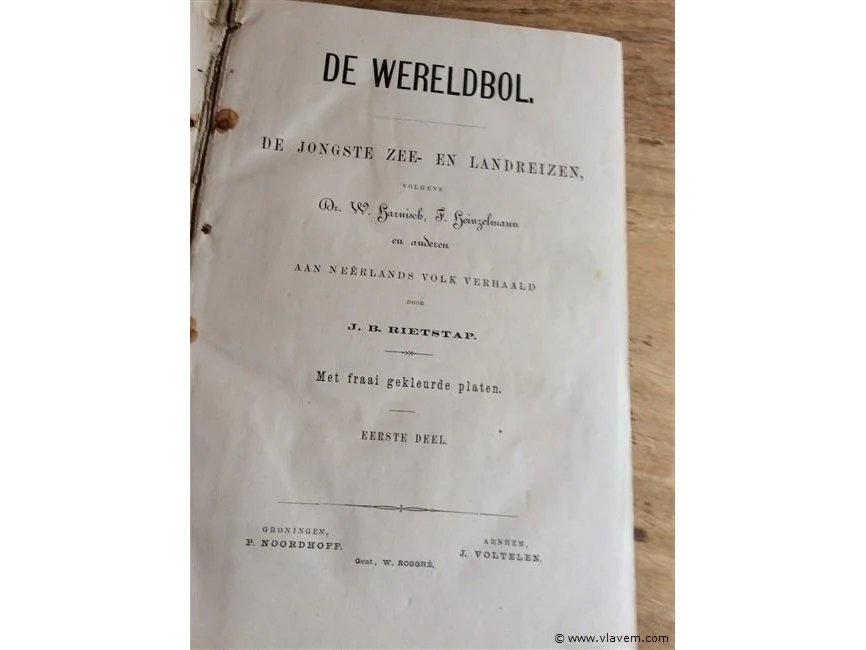 DE WERELDBOL.
DE JONGSTE ZEE- EN LANDREIZEN,
VOLGENS
Dr. W. Harnisch, F. Heinzelmann
en anderen
AAN NEÊRLANDS VOLK VERHAALD
DOOR
J. B. RIETSTAP.
Met fraai gekleurde platen.
EERSTE DEEL.
GRONINGEN,
P. NOORDHOFF.
ARNHEM,
J. VOLTELEN.
Gent, W. ROGGHÉ.
© www.vlavem.com